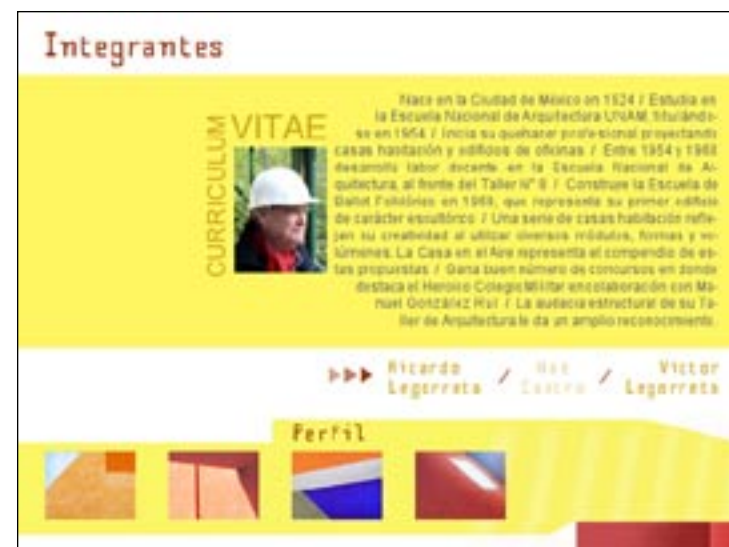 Integrantes
CURRICULUM
VITAE
Nace en la Ciudad de México en 1924 / Estudia en
la Escuela Nacional de Arquitectura UNAM, titulándo-
se en 1954 / Inicia su quehacer profesional proyectando
casas habitación y edificios de oficinas / Entre 1954 y 1968
desarrolló labor docente en la Escuela Nacional de Ar-
quitectura, al frente del Taller Nº 8 / Construye la Escuela de
Ballet Folklórico en 1968, que representa su primer edificio
de carácter escultórico / Una serie de casas habitación refle-
jan su creatividad al utilizar diversos módulos, formas y vo-
lúmenes. La Casa en el Aire representa el compendio de es-
tas propuestas / Gana buen número de concursos en donde
destaca el Heroico Colegio Militar en colaboración con Ma-
nuel González Rul / La audacia estructural de su Ta-
ller de Arquitectura le da un amplio reconocimiento.
Ricardo
Legorreta
/
Castro
/
Víctor
Legorreta
Perfil